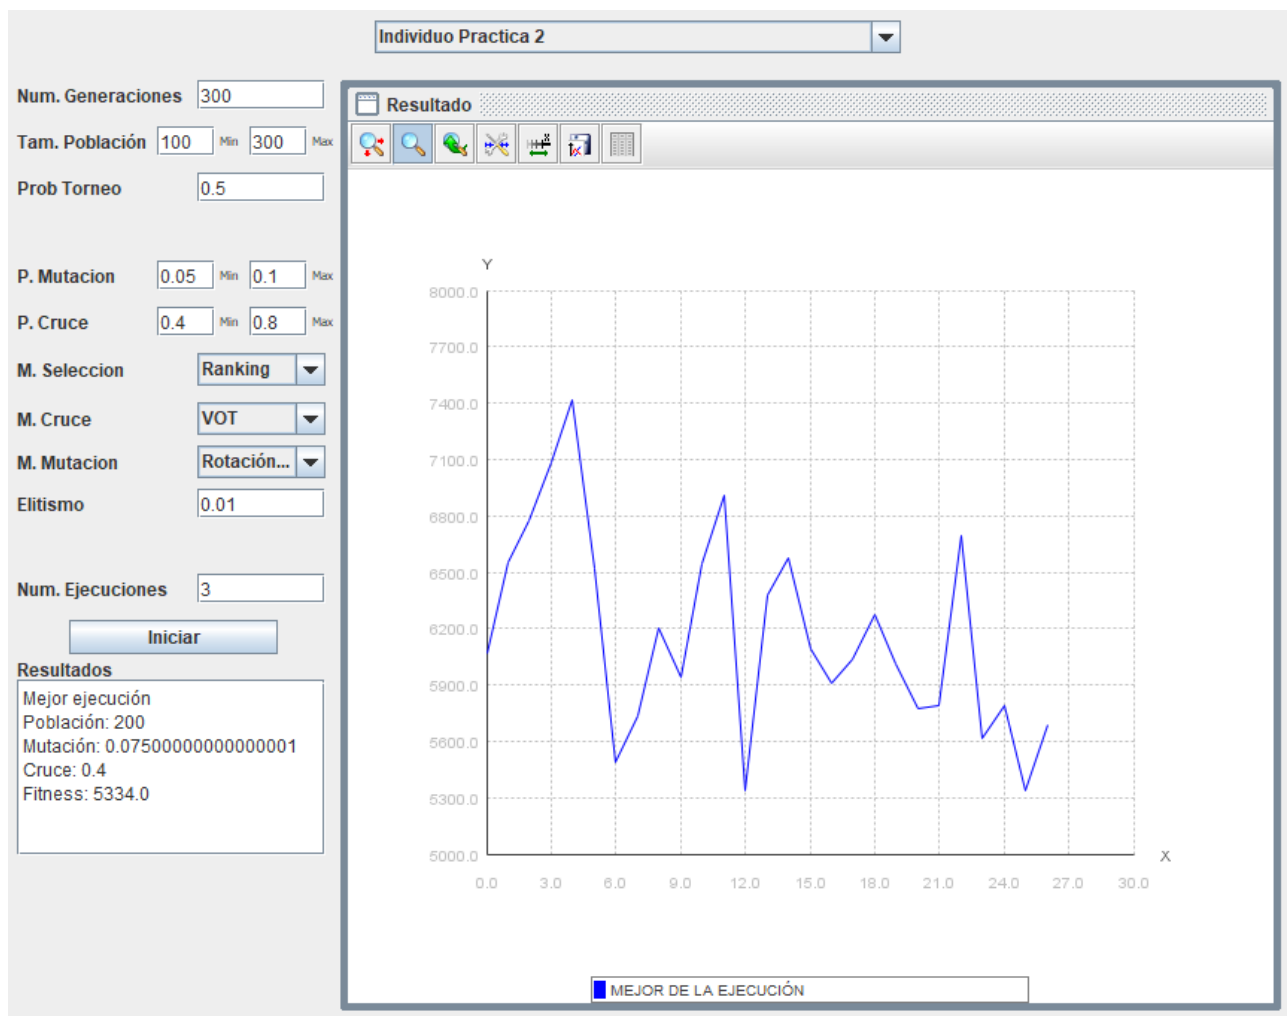 Individuo Practica 2
Num. Generaciones 300
Tam. Población 100 Min 300 Max
Prob Torneo 0.5
P. Mutacion 0.05 Min 0.1 Max
P. Cruce 0.4 Min 0.8 Max
M. Seleccion Ranking
M. Cruce VOT
M. Mutacion Rotación...
Elitismo 0.01
Num. Ejecuciones 3
Iniciar
Resultados
Mejor ejecución
Población: 200
Mutación: 0.07500000000000001
Cruce: 0.4
Fitness: 5334.0
Resultado
Y
8000.0
7700.0
7400.0
7100.0
6800.0
6500.0
6200.0
5900.0
5600.0
5300.0
5000.0
X
0.0 3.0 6.0 9.0 12.0 15.0 18.0 21.0 24.0 27.0 30.0
MEJOR DE LA EJECUCIÓN